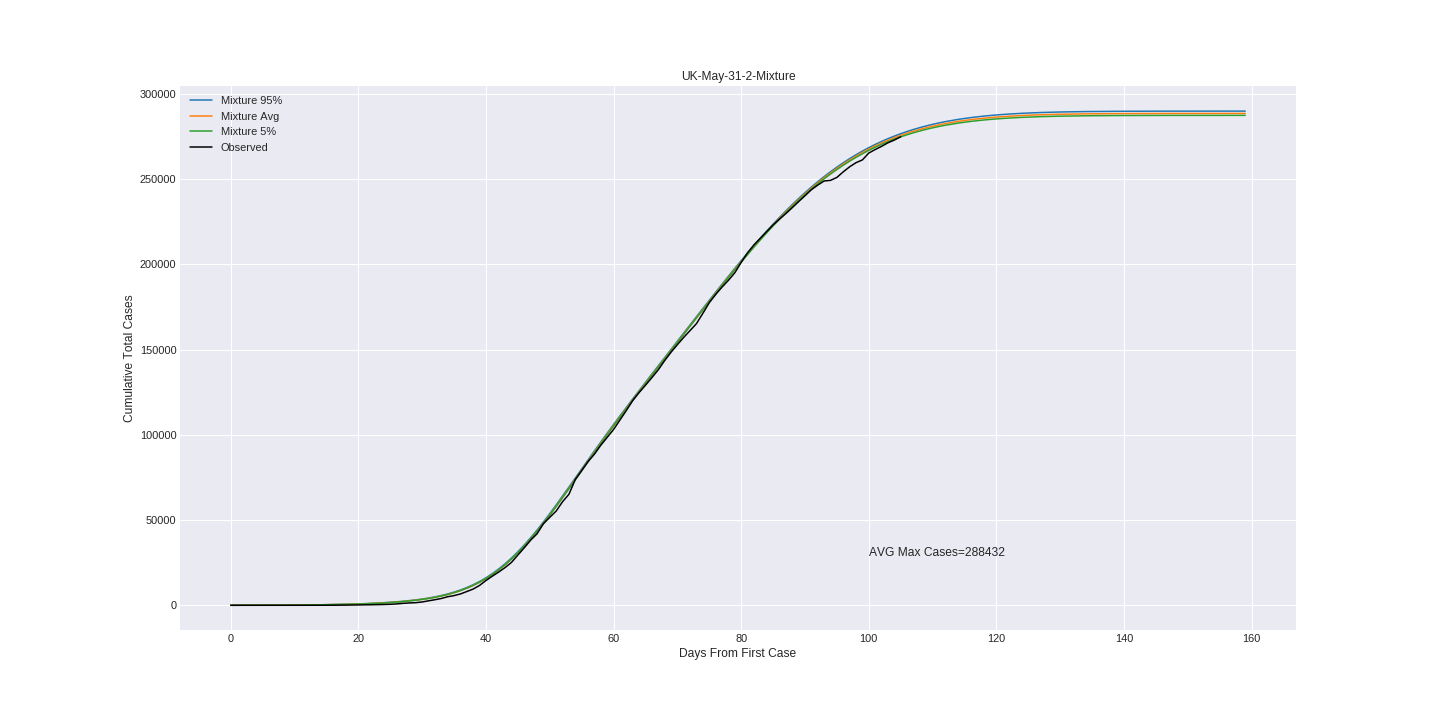 UK-May-31-2-Mixture
300000
250000
200000
150000
100000
50000
0
Cumulative Total Cases
Mixture 95%
Mixture Avg
Mixture 5%
Observed
AVG Max Cases=288432
0 20 40 60 80 100 120 140 160
Days From First Case